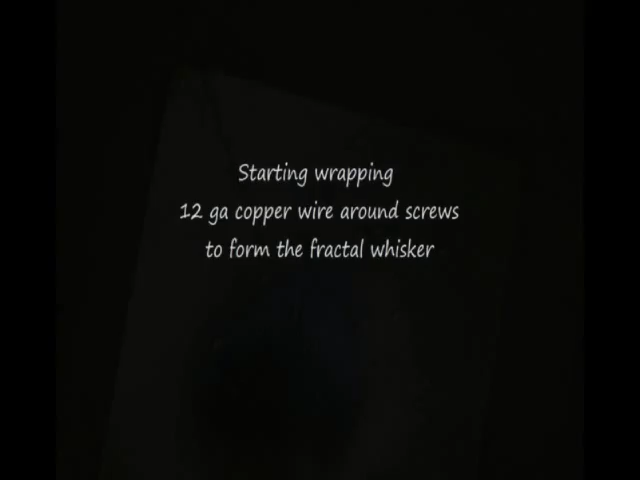 Starting wrapping
12 ga copper wire around screws
to form the fractal whisker